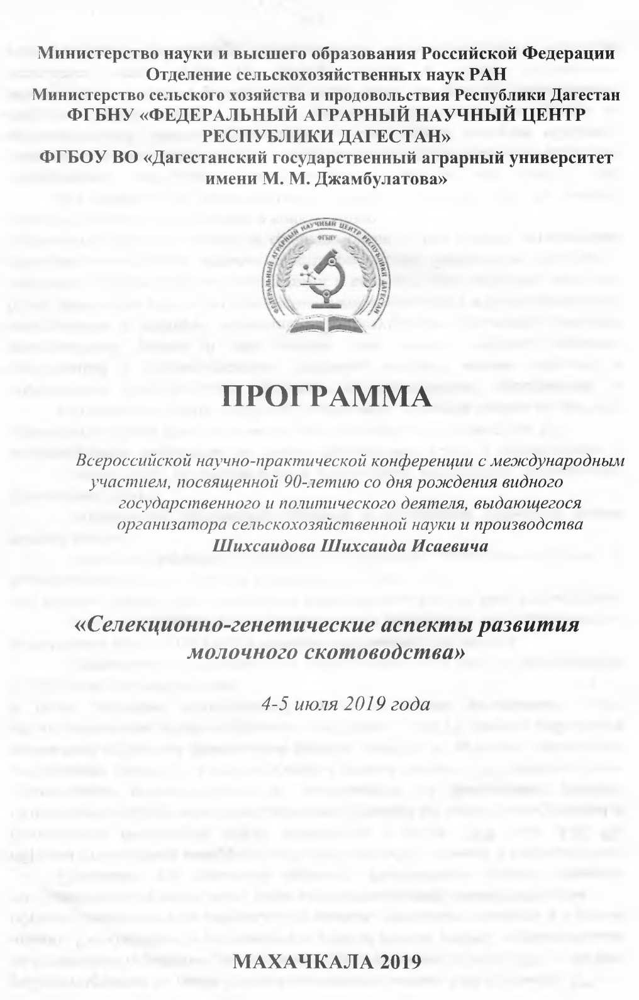 Министерство науки и высшего образования Российской Федерации
Отделение сельскохозяйственных наук РАН
Министерство сельского хозяйства и продовольствия Республики Дагестан
ФГБНУ «ФЕДЕРАЛЬНЫЙ АГРАРНЫЙ НАУЧНЫЙ ЦЕНТР
РЕСПУБЛИКИ ДАГЕСТАН»
ФГБОУ ВО «Дагестанский государственный аграрный университет
имени М. М. Джамбулатова»
ФЕДЕРАЛЬНЫЙ АГРАРНЫЙ НАУЧНЫЙ ЦЕНТР РЕСПУБЛИКИ ДАГЕСТАН
ФГБНУ
ПРОГРАММА
Всероссийской научно-практической конференции с международным
участием, посвященной 90-летию со дня рождения видного
государственного и политического деятеля, выдающегося
организатора сельскохозяйственной науки и производства
Шихсаидова Шихсаида Исаевича
«Селекционно-генетические аспекты развития
молочного скотоводства»
4-5 июля 2019 года
МАХАЧКАЛА 2019